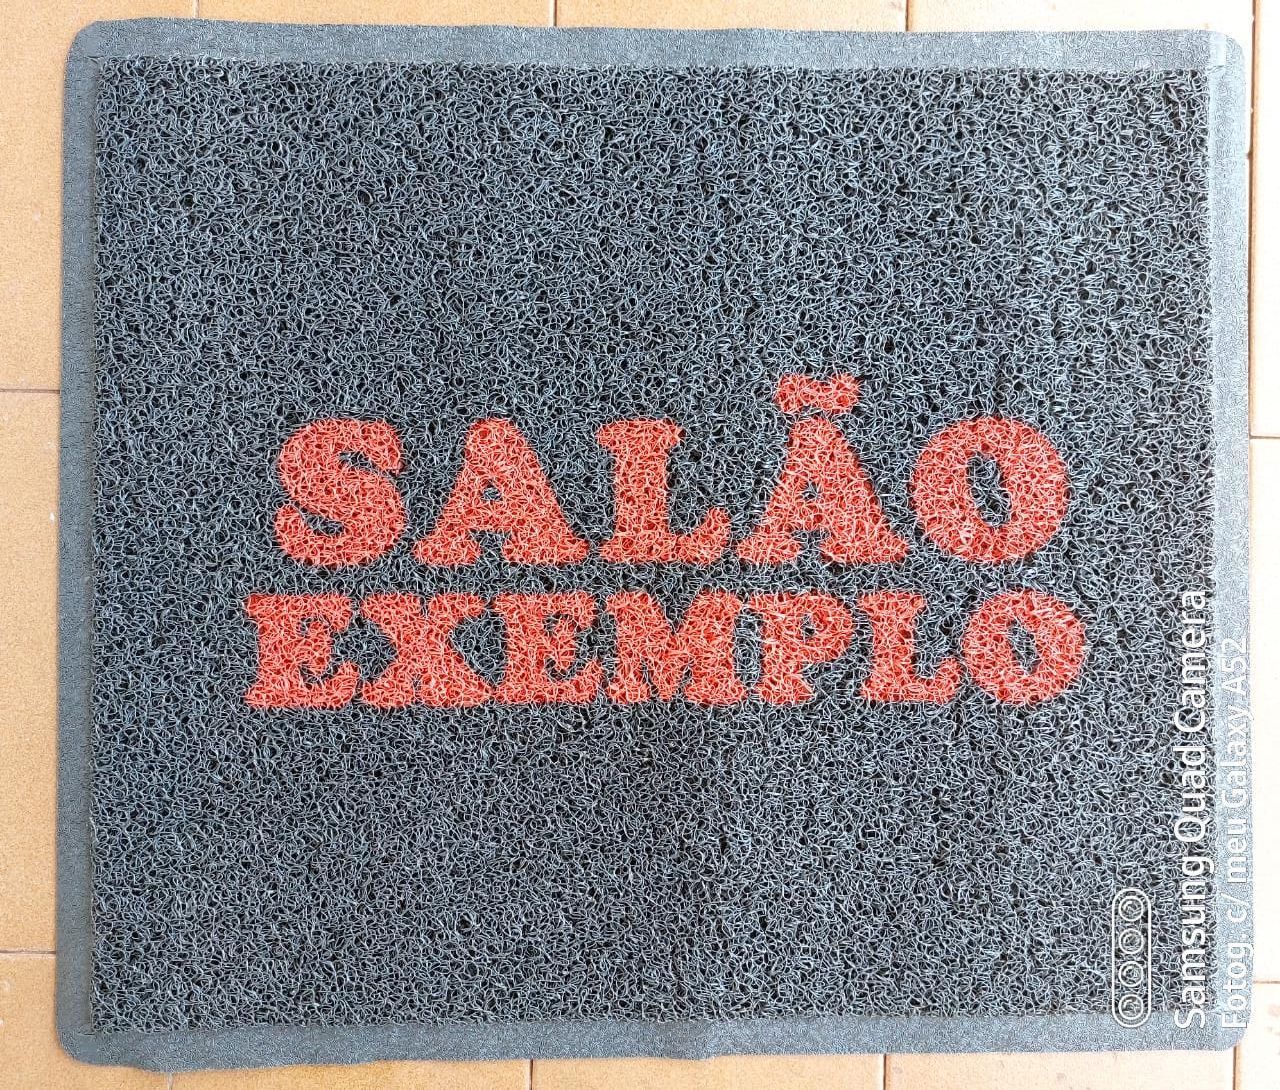 SALÃO
EXEMPLO
Samsung Quad Camera
Fotog. c/ meu Galaxy A52